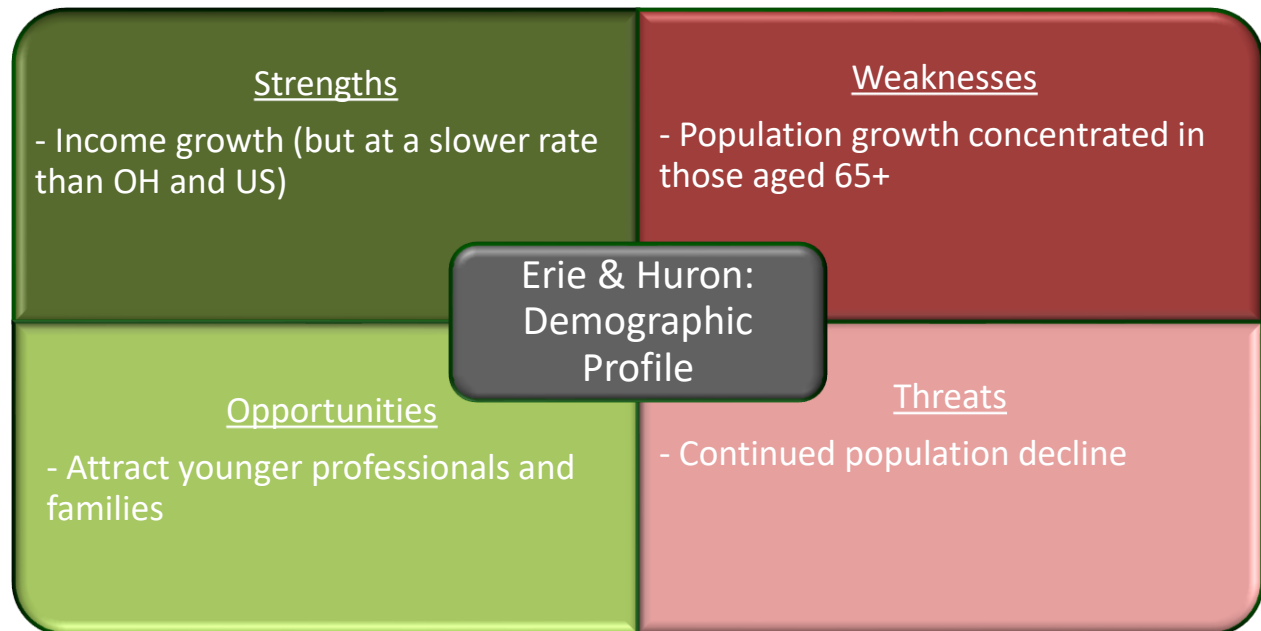 Strengths
- Income growth (but at a slower rate
than OH and US)
Weaknesses
- Population growth concentrated in
those aged 65+
Erie & Huron:
Demographic
Profile
Opportunities
- Attract younger professionals and
families
Threats
- Continued population decline